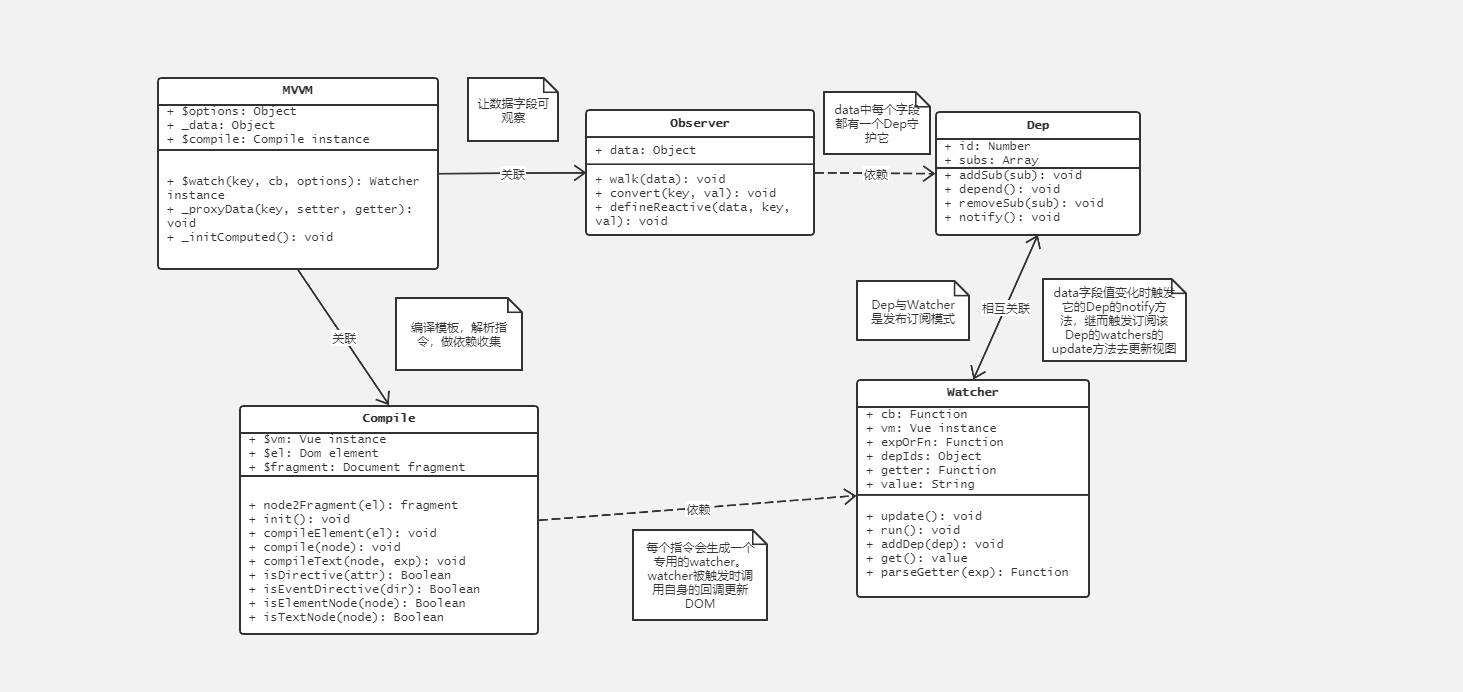 MVVM
+ $options: Object
+ _data: Object
+ $compile: Compile instance
+ $watch(key, cb, options): Watcher
instance
+ _proxyData(key, setter, getter):
void
+ _initComputed(): void
让数据字段可
观察
关联
Observer
+ data: Object
+ walk(data): void
+ convert(key, val): void
+ defineReactive(data, key,
val): void
data中每个字段
都有一个Dep守
护它
依赖
Dep
+ id: Number
+ subs: Array
+ addSub(sub): void
+ depend(): void
+ removeSub(sub): void
+ notify(): void
关联
编译模板，解析指
令，做依赖收集
Dep与Watcher
是发布订阅模式
相互关联
data字段值变化时触发
它的Dep的notify方
法，继而触发订阅该
Dep的watchers的
update方法去更新视图
Compile
+ $vm: Vue instance
+ $el: Dom element
+ $fragment: Document fragment
+ node2Fragment(el): fragment
+ init(): void
+ compileElement(el): void
+ compile(node): void
+ compileText(node, exp): void
+ isDirective(attr): Boolean
+ isEventDirective(dir): Boolean
+ isElementNode(node): Boolean
+ isTextNode(node): Boolean
依赖
每个指令会生成一个
专用的watcher。
watcher被触发时调
用自身的回调更新
DOM
Watcher
+ cb: Function
+ vm: Vue instance
+ expOrFn: Function
+ depIds: Object
+ getter: Function
+ value: String
+ update(): void
+ run(): void
+ addDep(dep): void
+ get(): value
+ parseGetter(exp): Function